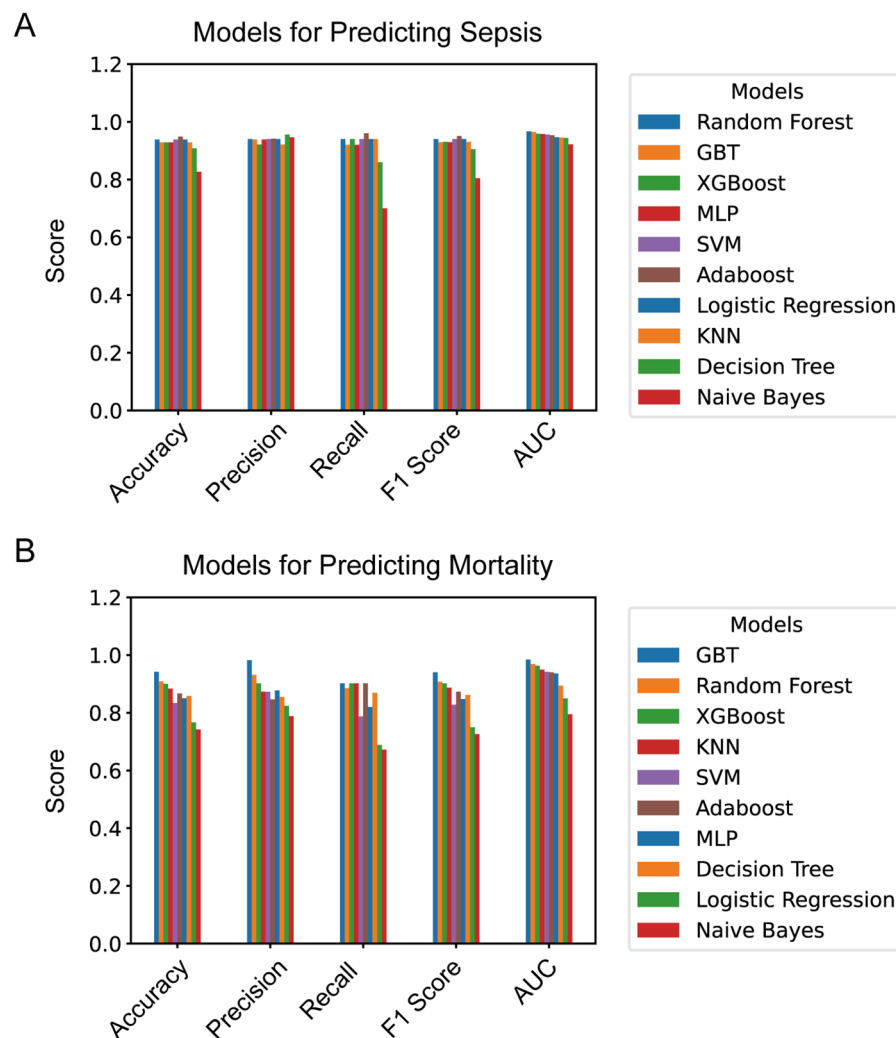 A
Models for Predicting Sepsis
1.2
1.0
0.8
0.6
0.4
0.2
0.0
Score
Accuracy
Precision
Recall
F1 Score
AUC
Models
Random Forest
GBT
XGBoost
MLP
SVM
Adaboost
Logistic Regression
KNN
Decision Tree
Naive Bayes
B
Models for Predicting Mortality
1.2
1.0
0.8
0.6
0.4
0.2
0.0
Score
Accuracy
Precision
Recall
F1 Score
AUC
Models
GBT
Random Forest
XGBoost
KNN
SVM
Adaboost
MLP
Decision Tree
Logistic Regression
Naive Bayes